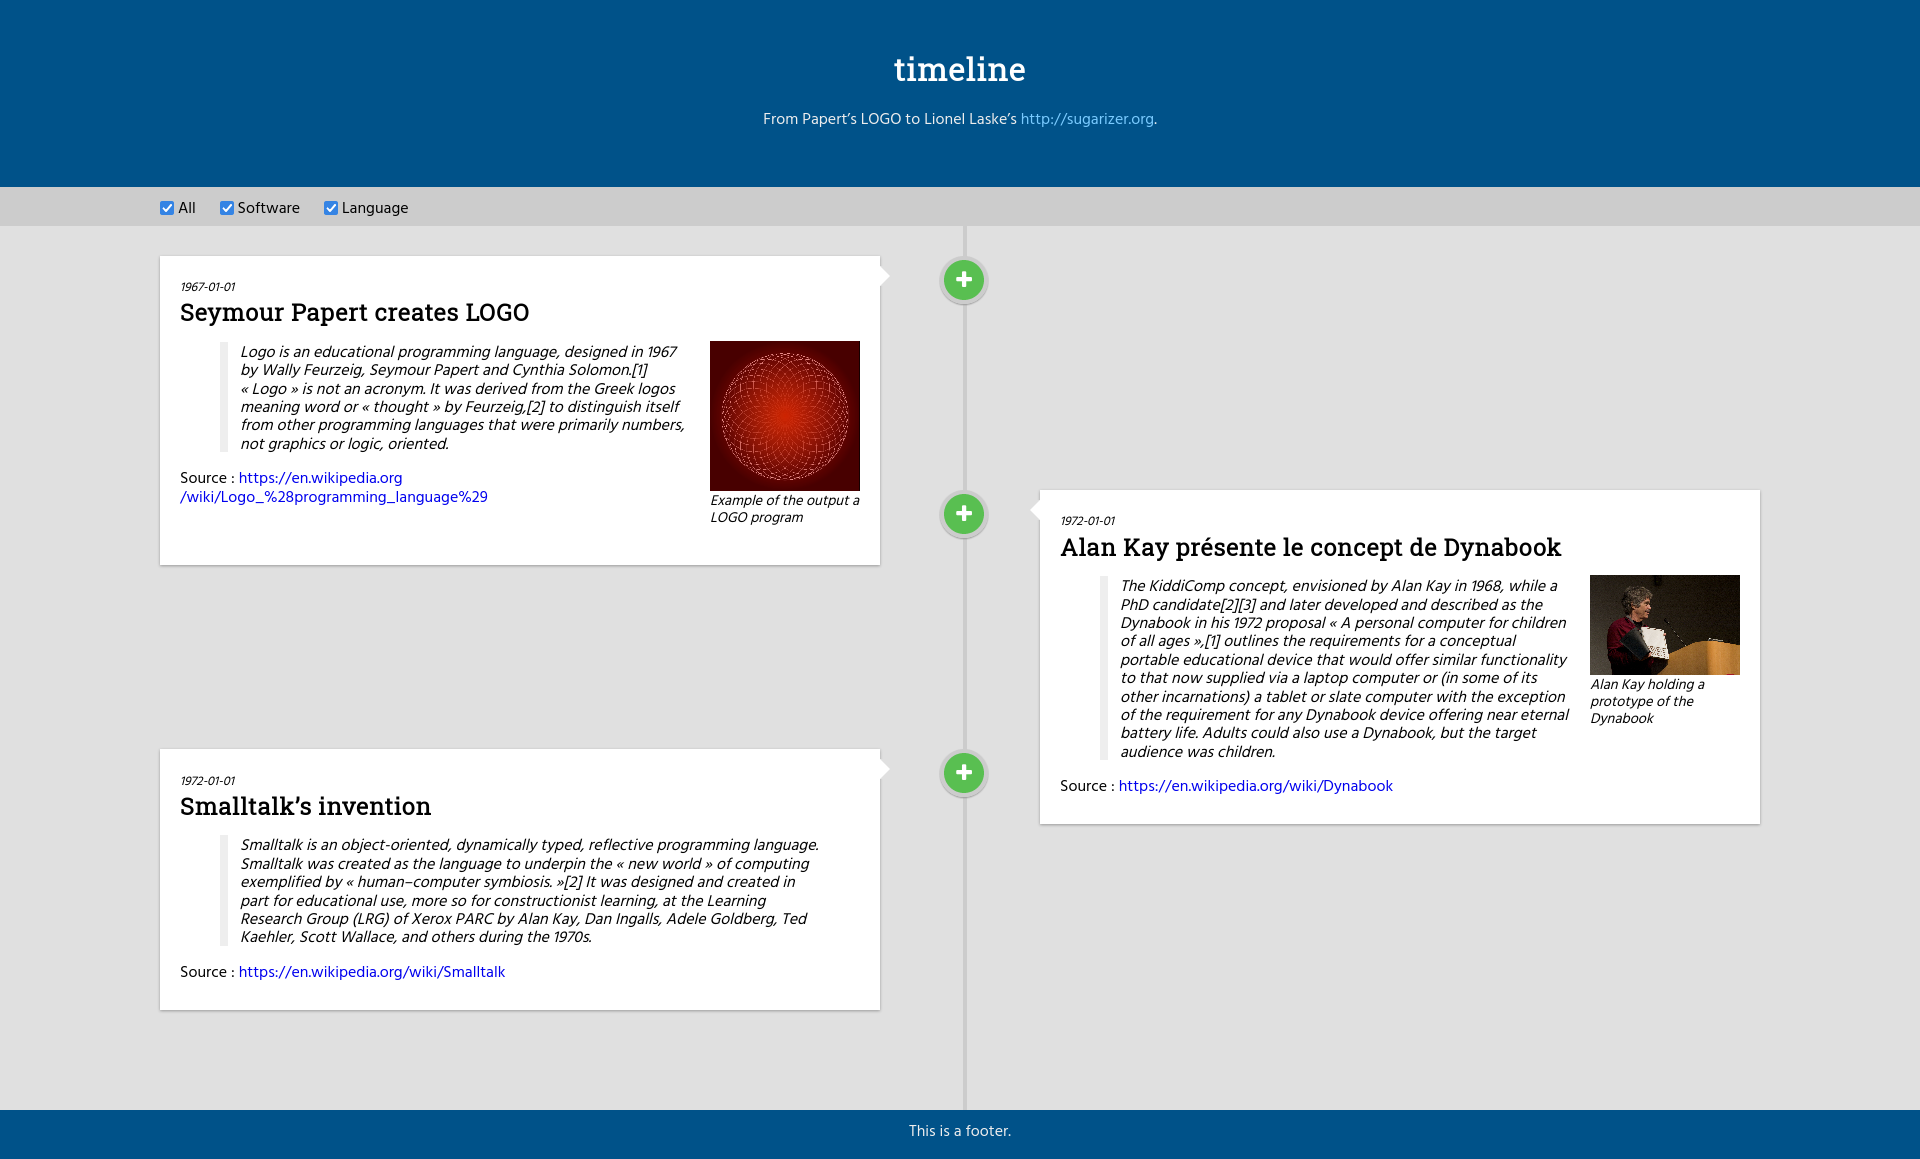 timeline
From Papert’s LOGO to Lionel Laske’s http://sugarizer.org.
All Software Language
1967-01-01
Seymour Papert creates LOGO
Logo is an educational programming language, designed in 1967
by Wally Feurzeig, Seymour Papert and Cynthia Solomon.[1]
« Logo » is not an acronym. It was derived from the Greek logos
meaning word or « thought » by Feurzeig,[2] to distinguish itself
from other programming languages that were primarily numbers,
not graphics or logic, oriented.
Source : https://en.wikipedia.org
/wiki/Logo_%28programming_language%29
Example of the output a
LOGO program
1972-01-01
Alan Kay présente le concept de Dynabook
The KiddiComp concept, envisioned by Alan Kay in 1968, while a
PhD candidate[2][3] and later developed and described as the
Dynabook in his 1972 proposal « A personal computer for children
of all ages »,[1] outlines the requirements for a conceptual
portable educational device that would offer similar functionality
to that now supplied via a laptop computer or (in some of its
other incarnations) a tablet or slate computer with the exception
of the requirement for any Dynabook device offering near eternal
battery life. Adults could also use a Dynabook, but the target
audience was children.
Source : https://en.wikipedia.org/wiki/Dynabook
Alan Kay holding a
prototype of the
Dynabook
1972-01-01
Smalltalk’s invention
Smalltalk is an object-oriented, dynamically typed, reflective programming language.
Smalltalk was created as the language to underpin the « new world » of computing
exemplified by « human–computer symbiosis. »[2] It was designed and created in
part for educational use, more so for constructionist learning, at the Learning
Research Group (LRG) of Xerox PARC by Alan Kay, Dan Ingalls, Adele Goldberg, Ted
Kaehler, Scott Wallace, and others during the 1970s.
Source : https://en.wikipedia.org/wiki/Smalltalk
This is a footer.